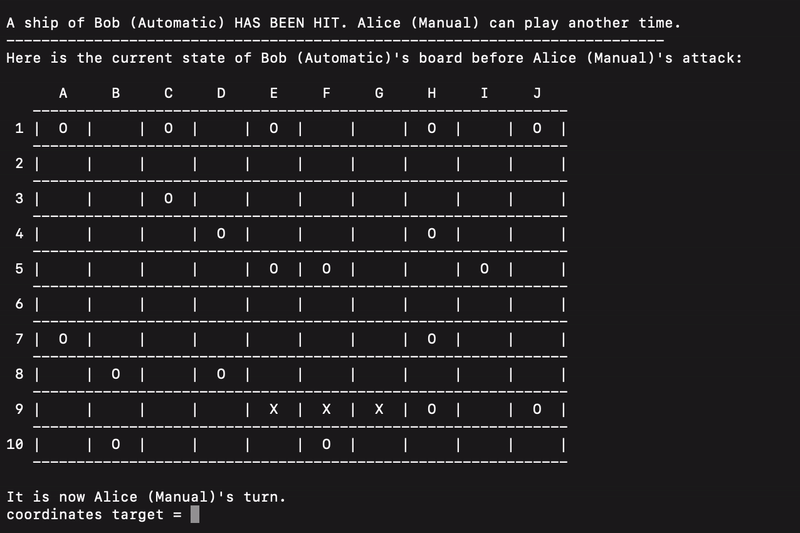 A ship of Bob (Automatic) HAS BEEN HIT. Alice (Manual) can play another time.
---------------------------------------------------------------------------
Here is the current state of Bob (Automatic)'s board before Alice (Manual)'s attack:
A B C D E F G H I J
1 | O | | O | | O | | | O | | O |
2 | | | | | | | | | | |
3 | | | O | | | | | | | |
4 | | | | O | | | | O | | |
5 | | | | | O | O | | | O | |
6 | | | | | | | | | | |
7 | O | | | | | | | O | | |
8 | | O | | O | | | | | | |
9 | | | | | X | X | X | O | | O |
10 | | O | | | | O | | | | |
It is now Alice (Manual)'s turn.
coordinates target =